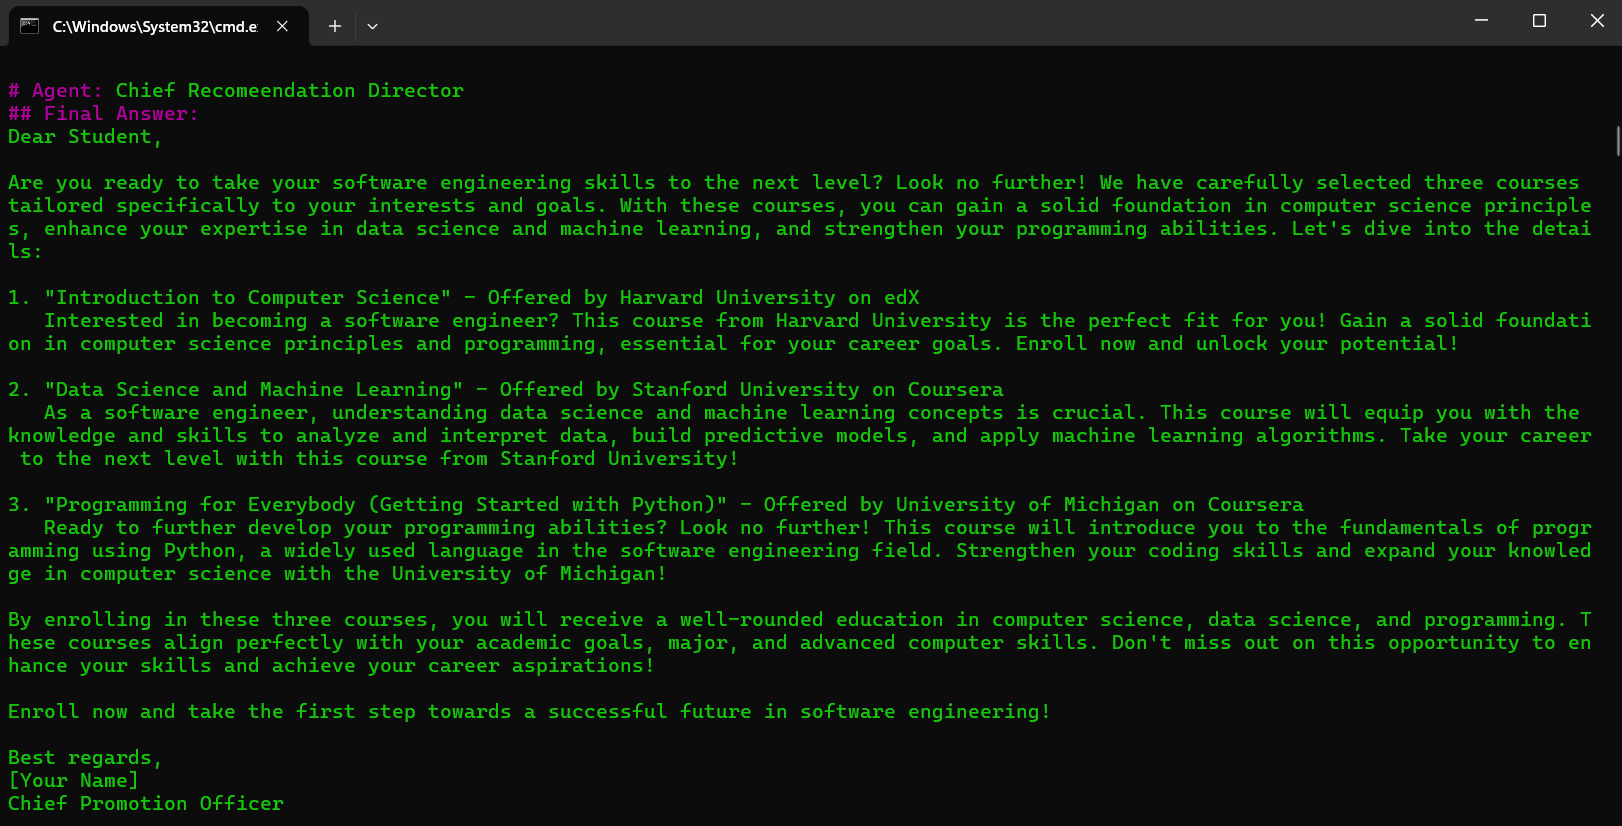 C:\Windows\System32\cmd.e
# Agent: Chief Recomeendation Director
## Final Answer:
Dear Student,
Are you ready to take your software engineering skills to the next level? Look no further! We have carefully selected three courses
tailored specifically to your interests and goals. With these courses, you can gain a solid foundation in computer science principle
s, enhance your expertise in data science and machine learning, and strengthen your programming abilities. Let's dive into the detai
ls:
1. "Introduction to Computer Science" - Offered by Harvard University on edX
Interested in becoming a software engineer? This course from Harvard University is the perfect fit for you! Gain a solid foundati
on in computer science principles and programming, essential for your career goals. Enroll now and unlock your potential!
2. "Data Science and Machine Learning" - Offered by Stanford University on Coursera
As a software engineer, understanding data science and machine learning concepts is crucial. This course will equip you with the
knowledge and skills to analyze and interpret data, build predictive models, and apply machine learning algorithms. Take your career
to the next level with this course from Stanford University!
3. "Programming for Everybody (Getting Started with Python)" - Offered by University of Michigan on Coursera
Ready to further develop your programming abilities? Look no further! This course will introduce you to the fundamentals of progr
amming using Python, a widely used language in the software engineering field. Strengthen your coding skills and expand your knowled
ge in computer science with the University of Michigan!
By enrolling in these three courses, you will receive a well-rounded education in computer science, data science, and programming. T
hese courses align perfectly with your academic goals, major, and advanced computer skills. Don't miss out on this opportunity to en
hance your skills and achieve your career aspirations!
Enroll now and take the first step towards a successful future in software engineering!
Best regards,
[Your Name]
Chief Promotion Officer